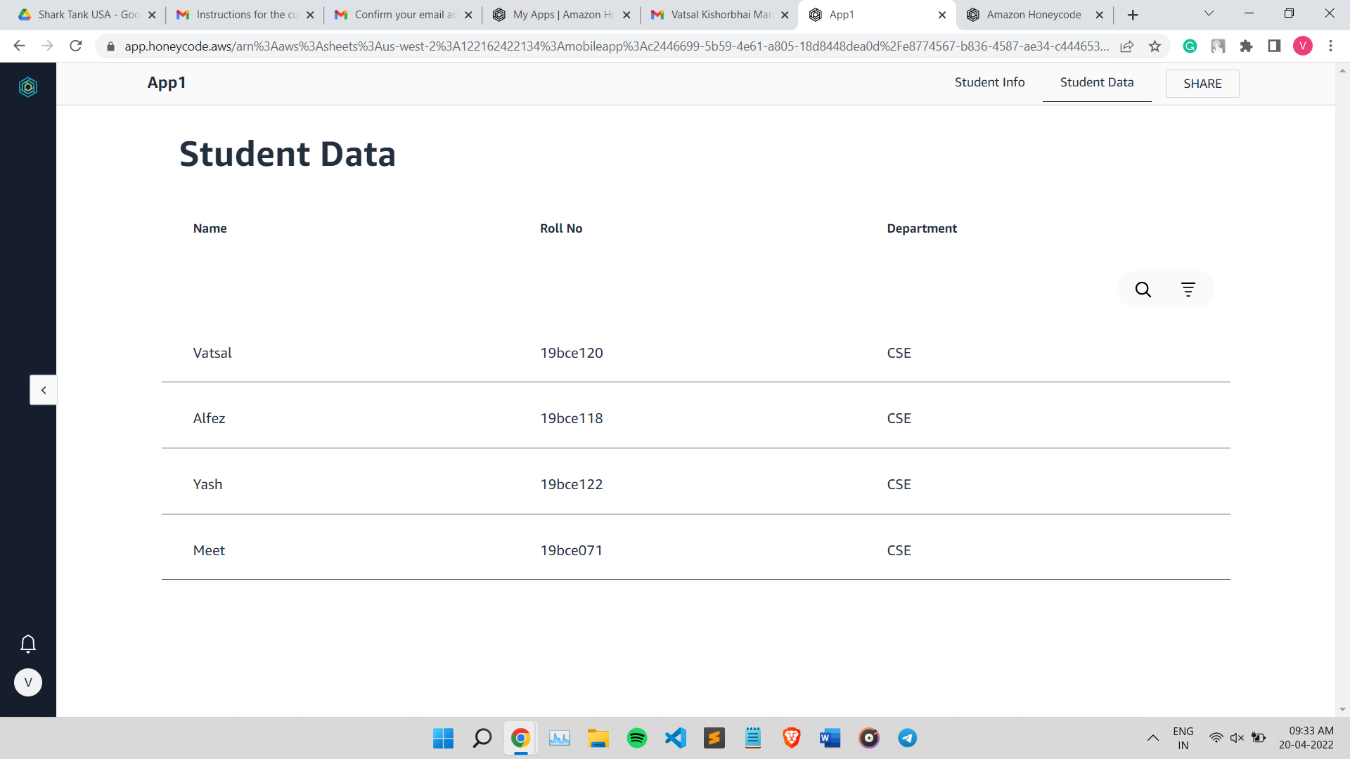 Shark Tank USA - Goo
Instructions for the cu
Confirm your email ad
My Apps | Amazon Ho
Vatsal Kishorbhai Man
App1
Amazon Honeycode
app.honeycode.aws/arn%3Aaws%3Asheets%3Aus-west-2%3A122162422134%3Amobileapp%3Ac2446699-5b59-4e61-a805-18d8448dea0d%2Fe8774567-b836-4587-ae34-c444653...
V
App1
Student Info
Student Data
SHARE
Student Data
Name Roll No Department
Vatsal 19bce120 CSE
Alfez 19bce118 CSE
Yash 19bce122 CSE
Meet 19bce071 CSE
V
ENG
IN
09:33 AM
20-04-2022